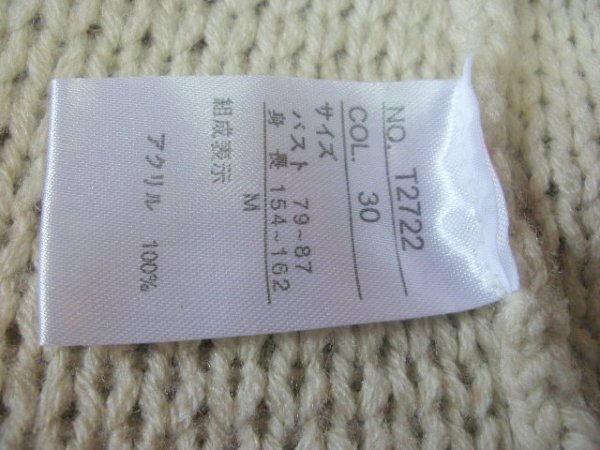 NO. T2722
COL. 30
サイズ
バスト 79~87
身長 154~162
M
組成表示
アクリル 100%